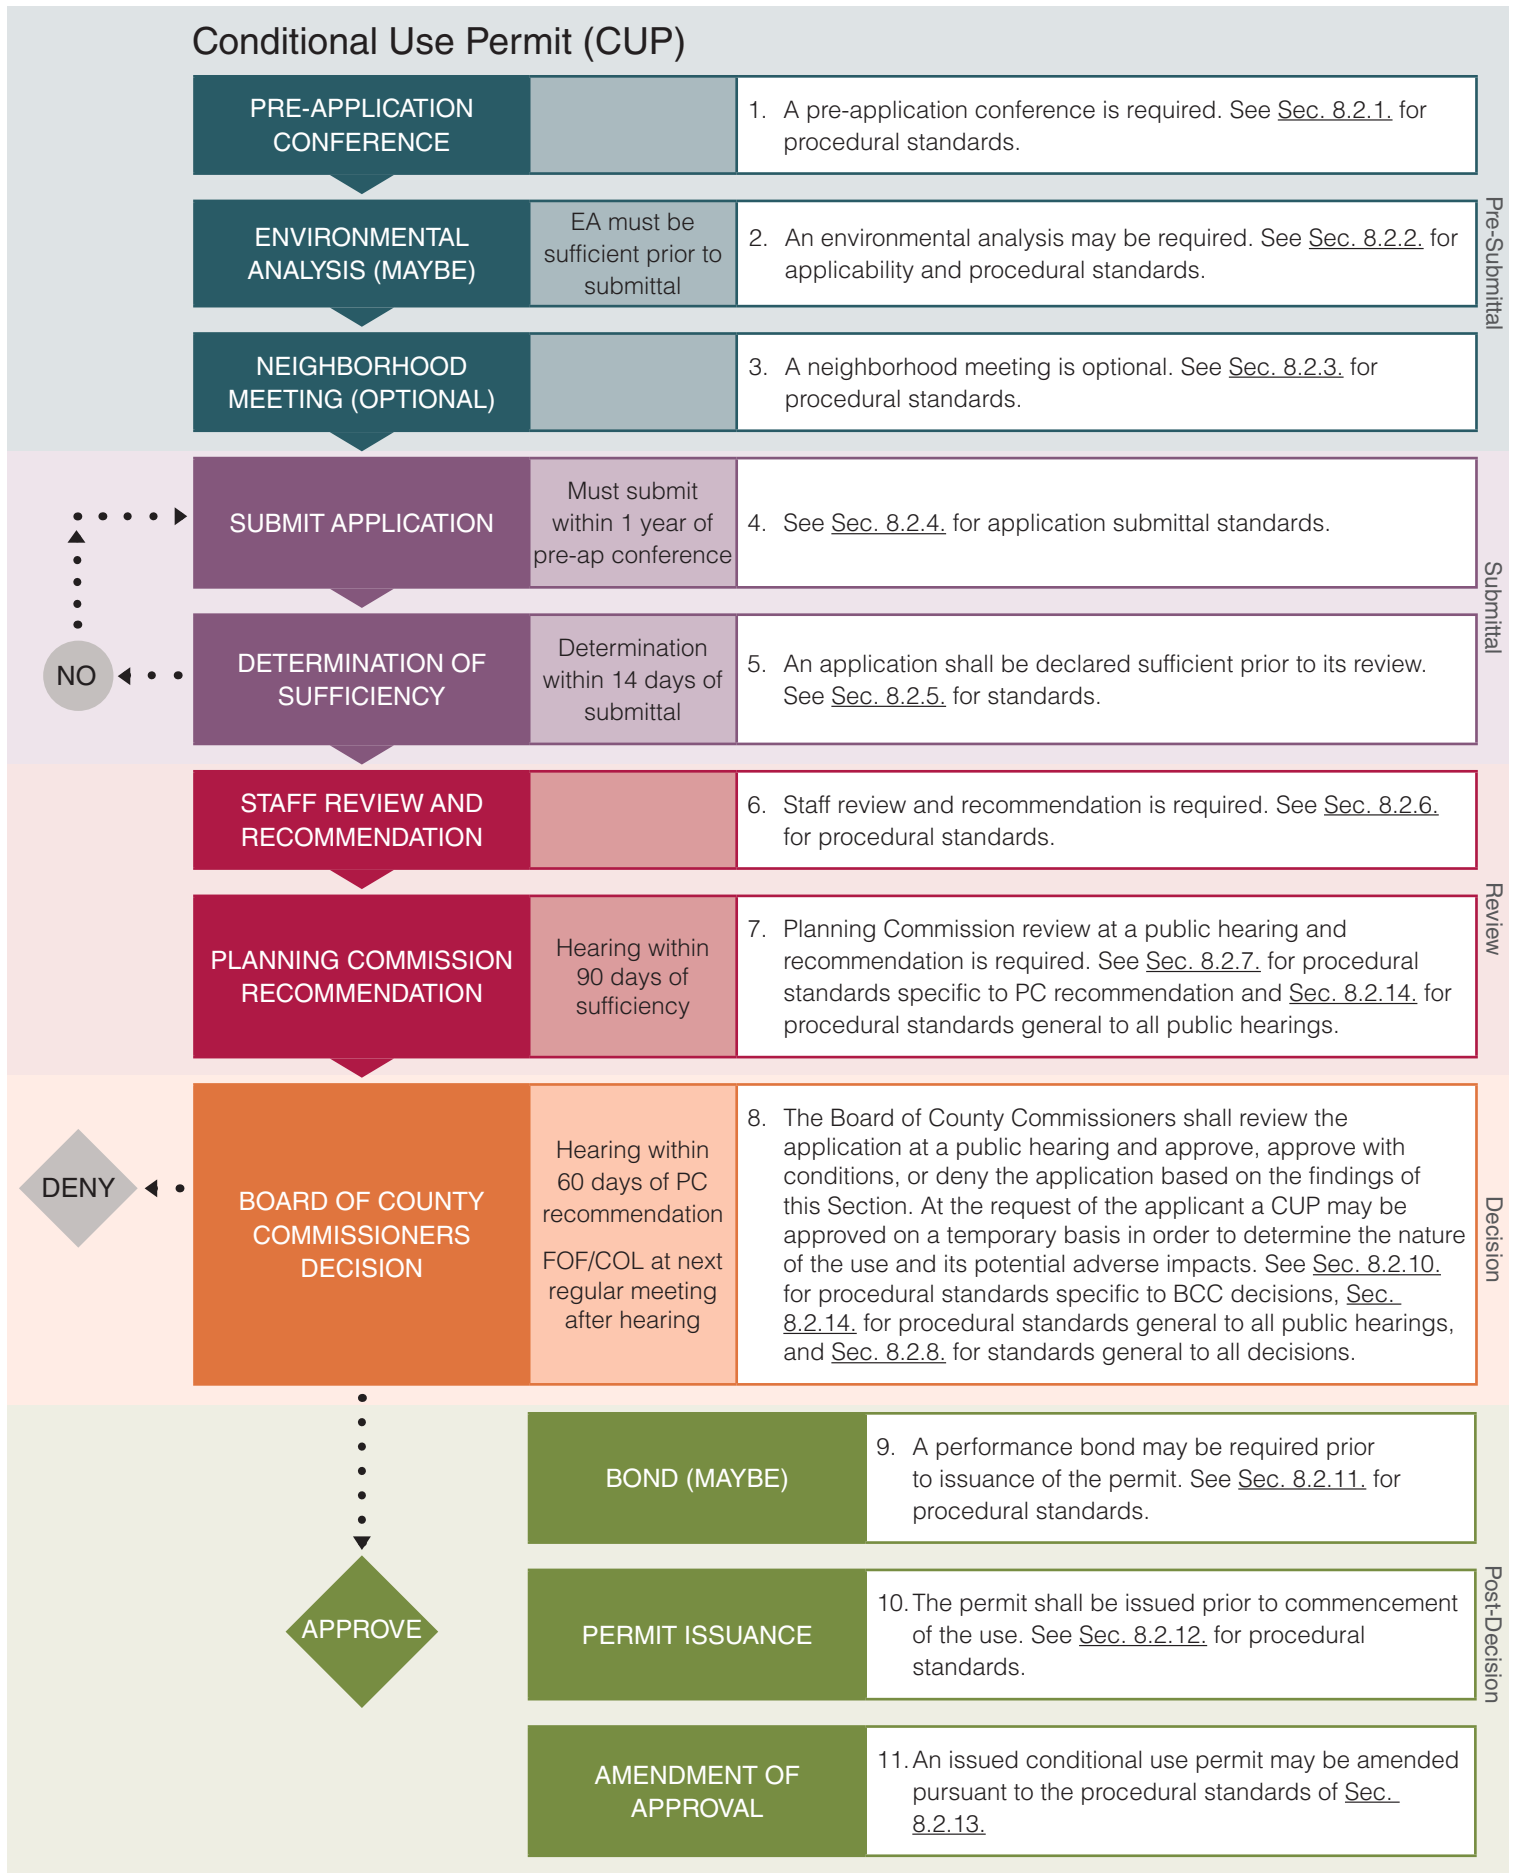 Conditional Use Permit (CUP)
PRE-APPLICATION
CONFERENCE
1. A pre-application conference is required. See Sec. 8.2.1. for
procedural standards.
ENVIRONMENTAL
ANALYSIS (MAYBE)
EA must be
sufficient prior to
submittal
2. An environmental analysis may be required. See Sec. 8.2.2. for
applicability and procedural standards.
NEIGHBORHOOD
MEETING (OPTIONAL)
3. A neighborhood meeting is optional. See Sec. 8.2.3. for
procedural standards.
Pre-Submittal
SUBMIT APPLICATION
Must submit
within 1 year of
pre-ap conference
4. See Sec. 8.2.4. for application submittal standards.
NO
DETERMINATION OF
SUFFICIENCY
Determination
within 14 days of
submittal
5. An application shall be declared sufficient prior to its review.
See Sec. 8.2.5. for standards.
Submittal
STAFF REVIEW AND
RECOMMENDATION
6. Staff review and recommendation is required. See Sec. 8.2.6.
for procedural standards.
PLANNING COMMISSION
RECOMMENDATION
Hearing within
90 days of
sufficiency
7. Planning Commission review at a public hearing and
recommendation is required. See Sec. 8.2.7. for procedural
standards specific to PC recommendation and Sec. 8.2.14. for
procedural standards general to all public hearings.
Review
DENY
BOARD OF COUNTY
COMMISSIONERS
DECISION
Hearing within
60 days of PC
recommendation
FOF/COL at next
regular meeting
after hearing
8. The Board of County Commissioners shall review the
application at a public hearing and approve, approve with
conditions, or deny the application based on the findings of
this Section. At the request of the applicant a CUP may be
approved on a temporary basis in order to determine the nature
of the use and its potential adverse impacts. See Sec. 8.2.10.
for procedural standards specific to BCC decisions, Sec.
8.2.14. for procedural standards general to all public hearings,
and Sec. 8.2.8. for standards general to all decisions.
Decision
APPROVE
BOND (MAYBE)
9. A performance bond may be required prior
to issuance of the permit. See Sec. 8.2.11. for
procedural standards.
PERMIT ISSUANCE
10. The permit shall be issued prior to commencement
of the use. See Sec. 8.2.12. for procedural
standards.
AMENDMENT OF
APPROVAL
11. An issued conditional use permit may be amended
pursuant to the procedural standards of Sec.
8.2.13.
Post-Decision